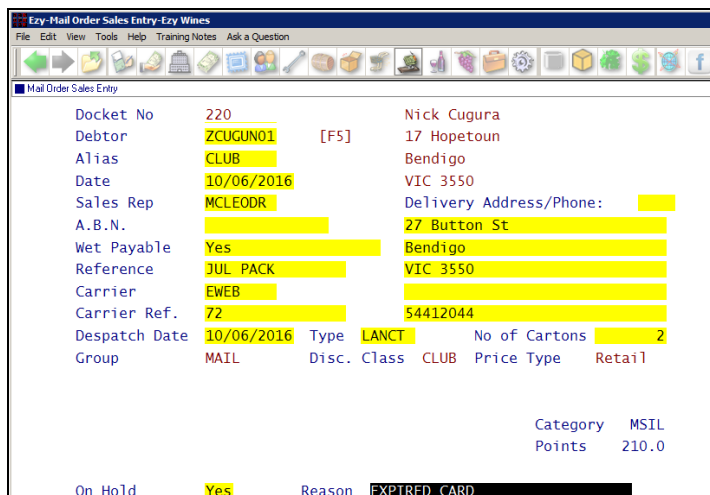 Ezy-Mail Order Sales Entry-Ezy Wines
File Edit View Tools Help Training Notes Ask a Question
Mail Order Sales Entry
Docket No 220 Nick Cugura
Debtor ZCUGUN01 [F5] 17 Hopetoun
Alias CLUB Bendigo
Date 10/06/2016 VIC 3550
Sales Rep MCLEODR Delivery Address/Phone:
A.B.N. 27 Button St
Wet Payable Yes Bendigo
Reference JUL PACK VIC 3550
Carrier EWEB
Carrier Ref. 72 54412044
Despatch Date 10/06/2016 Type LANCT No of Cartons 2
Group MAIL Disc. Class CLUB Price Type Retail
Category MSIL
Points 210.0
On Hold Yes Reason EXPIRED CARD